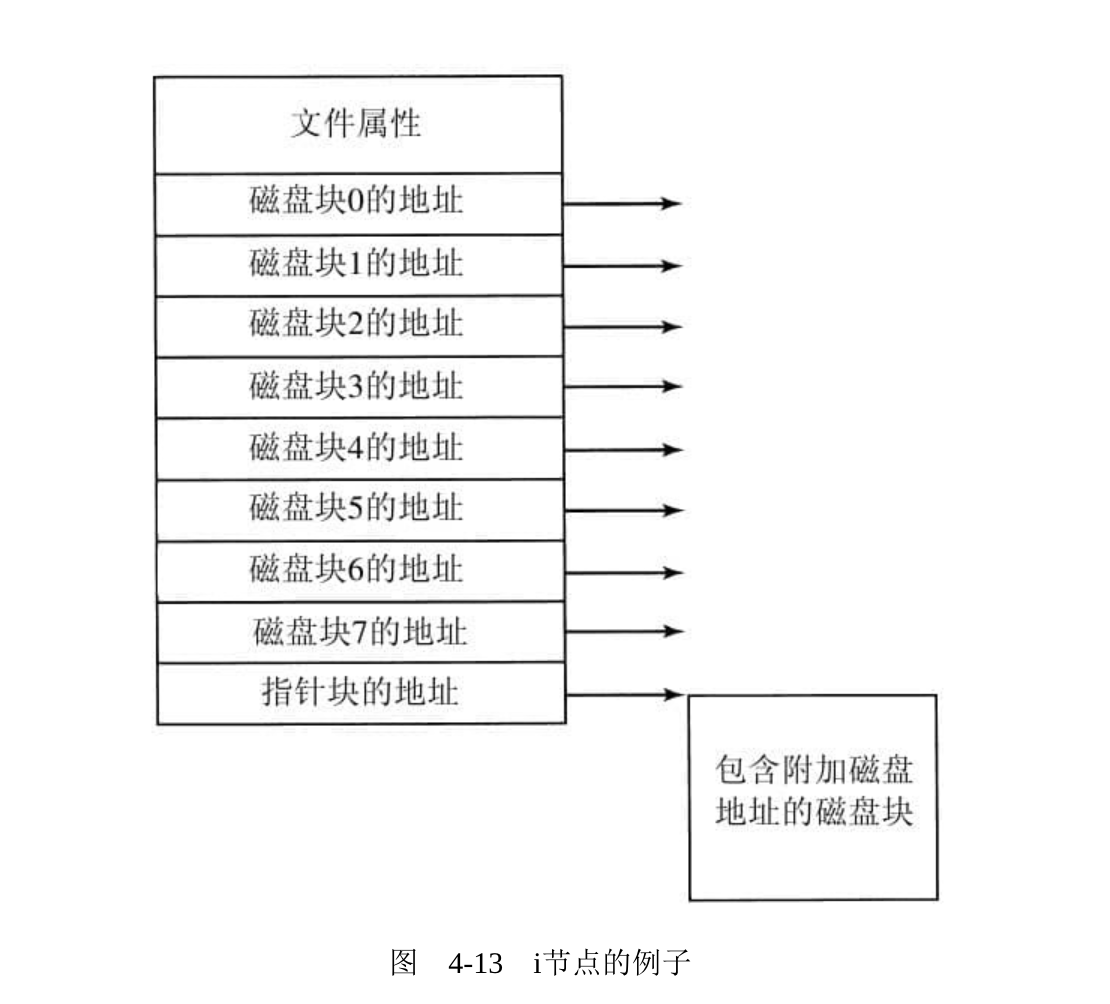 文件属性
磁盘块0的地址
磁盘块1的地址
磁盘块2的地址
磁盘块3的地址
磁盘块4的地址
磁盘块5的地址
磁盘块6的地址
磁盘块7的地址
指针块的地址
包含附加磁盘
地址的磁盘块
图 4-13 i节点的例子